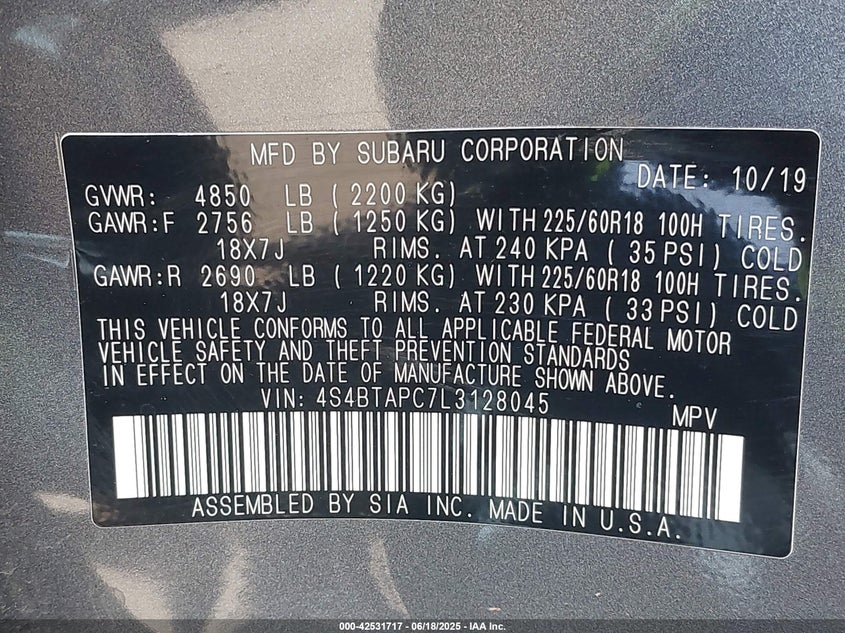 MFD BY SUBARU CORPORATION
DATE: 10/19
GVWR: 4850 LB ( 2200 KG)
GAWR:F 2756 LB ( 1250 KG) WITH 225/60R18 100H TIRES.
18X7J RIMS. AT 240 KPA ( 35 PSI) COLD
GAWR:R 2690 LB ( 1220 KG) WITH 225/60R18 100H TIRES.
18X7J RIMS. AT 230 KPA ( 33 PSI) COLD
THIS VEHICLE CONFORMS TO ALL APPLICABLE FEDERAL MOTOR
VEHICLE SAFETY AND THEFT PREVENTION STANDARDS
IN EFFECT ON THE DATE OF MANUFACTURE SHOWN ABOVE.
VIN: 4S4BTAPC7L3128045
MPV
ASSEMBLED BY SIA INC. MADE IN U.S.A.
000-42531717 - 06/18/2025 - IAA Inc.